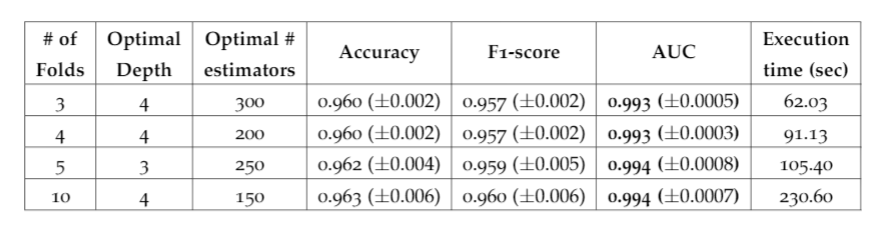 # of Folds | Optimal Depth | Optimal # estimators | Accuracy | F1-score | AUC | Execution time (sec)
3 | 4 | 300 | 0.960 (±0.002) | 0.957 (±0.002) | 0.993 (±0.0005) | 62.03
4 | 4 | 200 | 0.960 (±0.002) | 0.957 (±0.002) | 0.993 (±0.0003) | 91.13
5 | 3 | 250 | 0.962 (±0.004) | 0.959 (±0.005) | 0.994 (±0.0008) | 105.40
10 | 4 | 150 | 0.963 (±0.006) | 0.960 (±0.006) | 0.994 (±0.0007) | 230.60